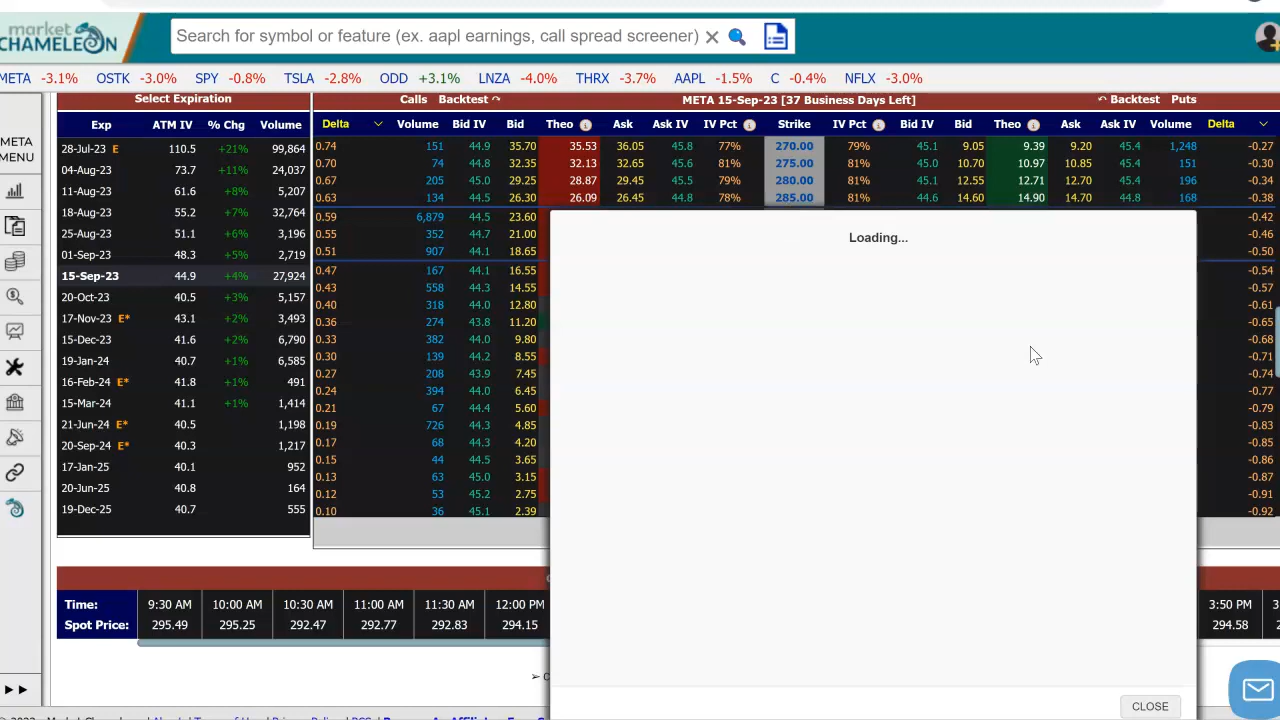 market
CHAMELEON
Search for symbol or feature (ex. aapl earnings, call spread screener)
META -3.1% OSTK -3.0% SPY -0.8% TSLA -2.8% ODD +3.1% LNZA -4.0% THRX -3.7% AAPL -1.5% C -0.4% NFLX -3.0%
META
MENU
Select Expiration
Exp ATM IV % Chg Volume
28-Jul-23 E 110.5 +21% 99,864
04-Aug-23 73.7 +11% 24,037
11-Aug-23 61.6 +8% 5,207
18-Aug-23 55.2 +7% 32,764
25-Aug-23 51.1 +6% 3,196
01-Sep-23 48.3 +5% 2,719
15-Sep-23 44.9 +4% 27,924
20-Oct-23 40.5 +3% 5,157
17-Nov-23 E* 43.1 +2% 3,493
15-Dec-23 41.6 +2% 6,790
19-Jan-24 40.7 +1% 6,585
16-Feb-24 E* 41.8 +1% 491
15-Mar-24 41.1 +1% 1,414
21-Jun-24 E* 40.5 1,198
20-Sep-24 E* 40.3 1,217
17-Jan-25 40.1 952
20-Jun-25 40.8 164
19-Dec-25 40.7 555
Calls Backtest META 15-Sep-23 [37 Business Days Left] Backtest Puts
Delta Volume Bid IV Bid Theo Ask Ask IV IV Pct Strike IV Pct Bid IV Bid Theo Ask Ask IV Volume Delta
0.74 151 44.9 35.70 35.53 36.05 45.8 77% 270.00 79% 45.1 9.05 9.39 9.20 45.4 1,248 -0.27
0.70 74 44.8 32.35 32.13 32.65 45.6 81% 275.00 81% 45.0 10.70 10.97 10.85 45.4 151 -0.30
0.67 205 45.0 29.25 28.87 29.45 45.5 79% 280.00 81% 45.1 12.55 12.71 12.70 45.4 196 -0.34
0.63 134 44.5 26.30 26.09 26.45 44.8 78% 285.00 81% 44.6 14.60 14.90 14.70 44.8 168 -0.38
0.59 6,879 44.5 23.60 -0.42
0.55 352 44.7 21.00 -0.46
0.51 907 44.1 18.65 -0.50
0.47 167 44.1 16.55 -0.54
0.43 558 44.3 14.55 -0.57
0.40 318 44.0 12.80 -0.61
0.36 274 43.8 11.20 -0.65
0.33 382 44.0 9.80 -0.68
0.30 139 44.2 8.55 -0.71
0.27 208 43.9 7.45 -0.74
0.24 394 44.0 6.45 -0.77
0.21 67 44.4 5.60 -0.79
0.19 726 44.3 4.85 -0.83
0.17 68 44.3 4.20 -0.85
0.15 44 44.5 3.65 -0.86
0.13 63 45.0 3.15 -0.87
0.12 53 45.2 2.75 -0.91
0.10 36 45.1 2.39 -0.92
Loading...
CLOSE
Time: 9:30 AM 10:00 AM 10:30 AM 11:00 AM 11:30 AM 12:00 PM 3:50 PM
Spot Price: 295.49 295.25 292.47 292.77 292.83 294.15 294.58